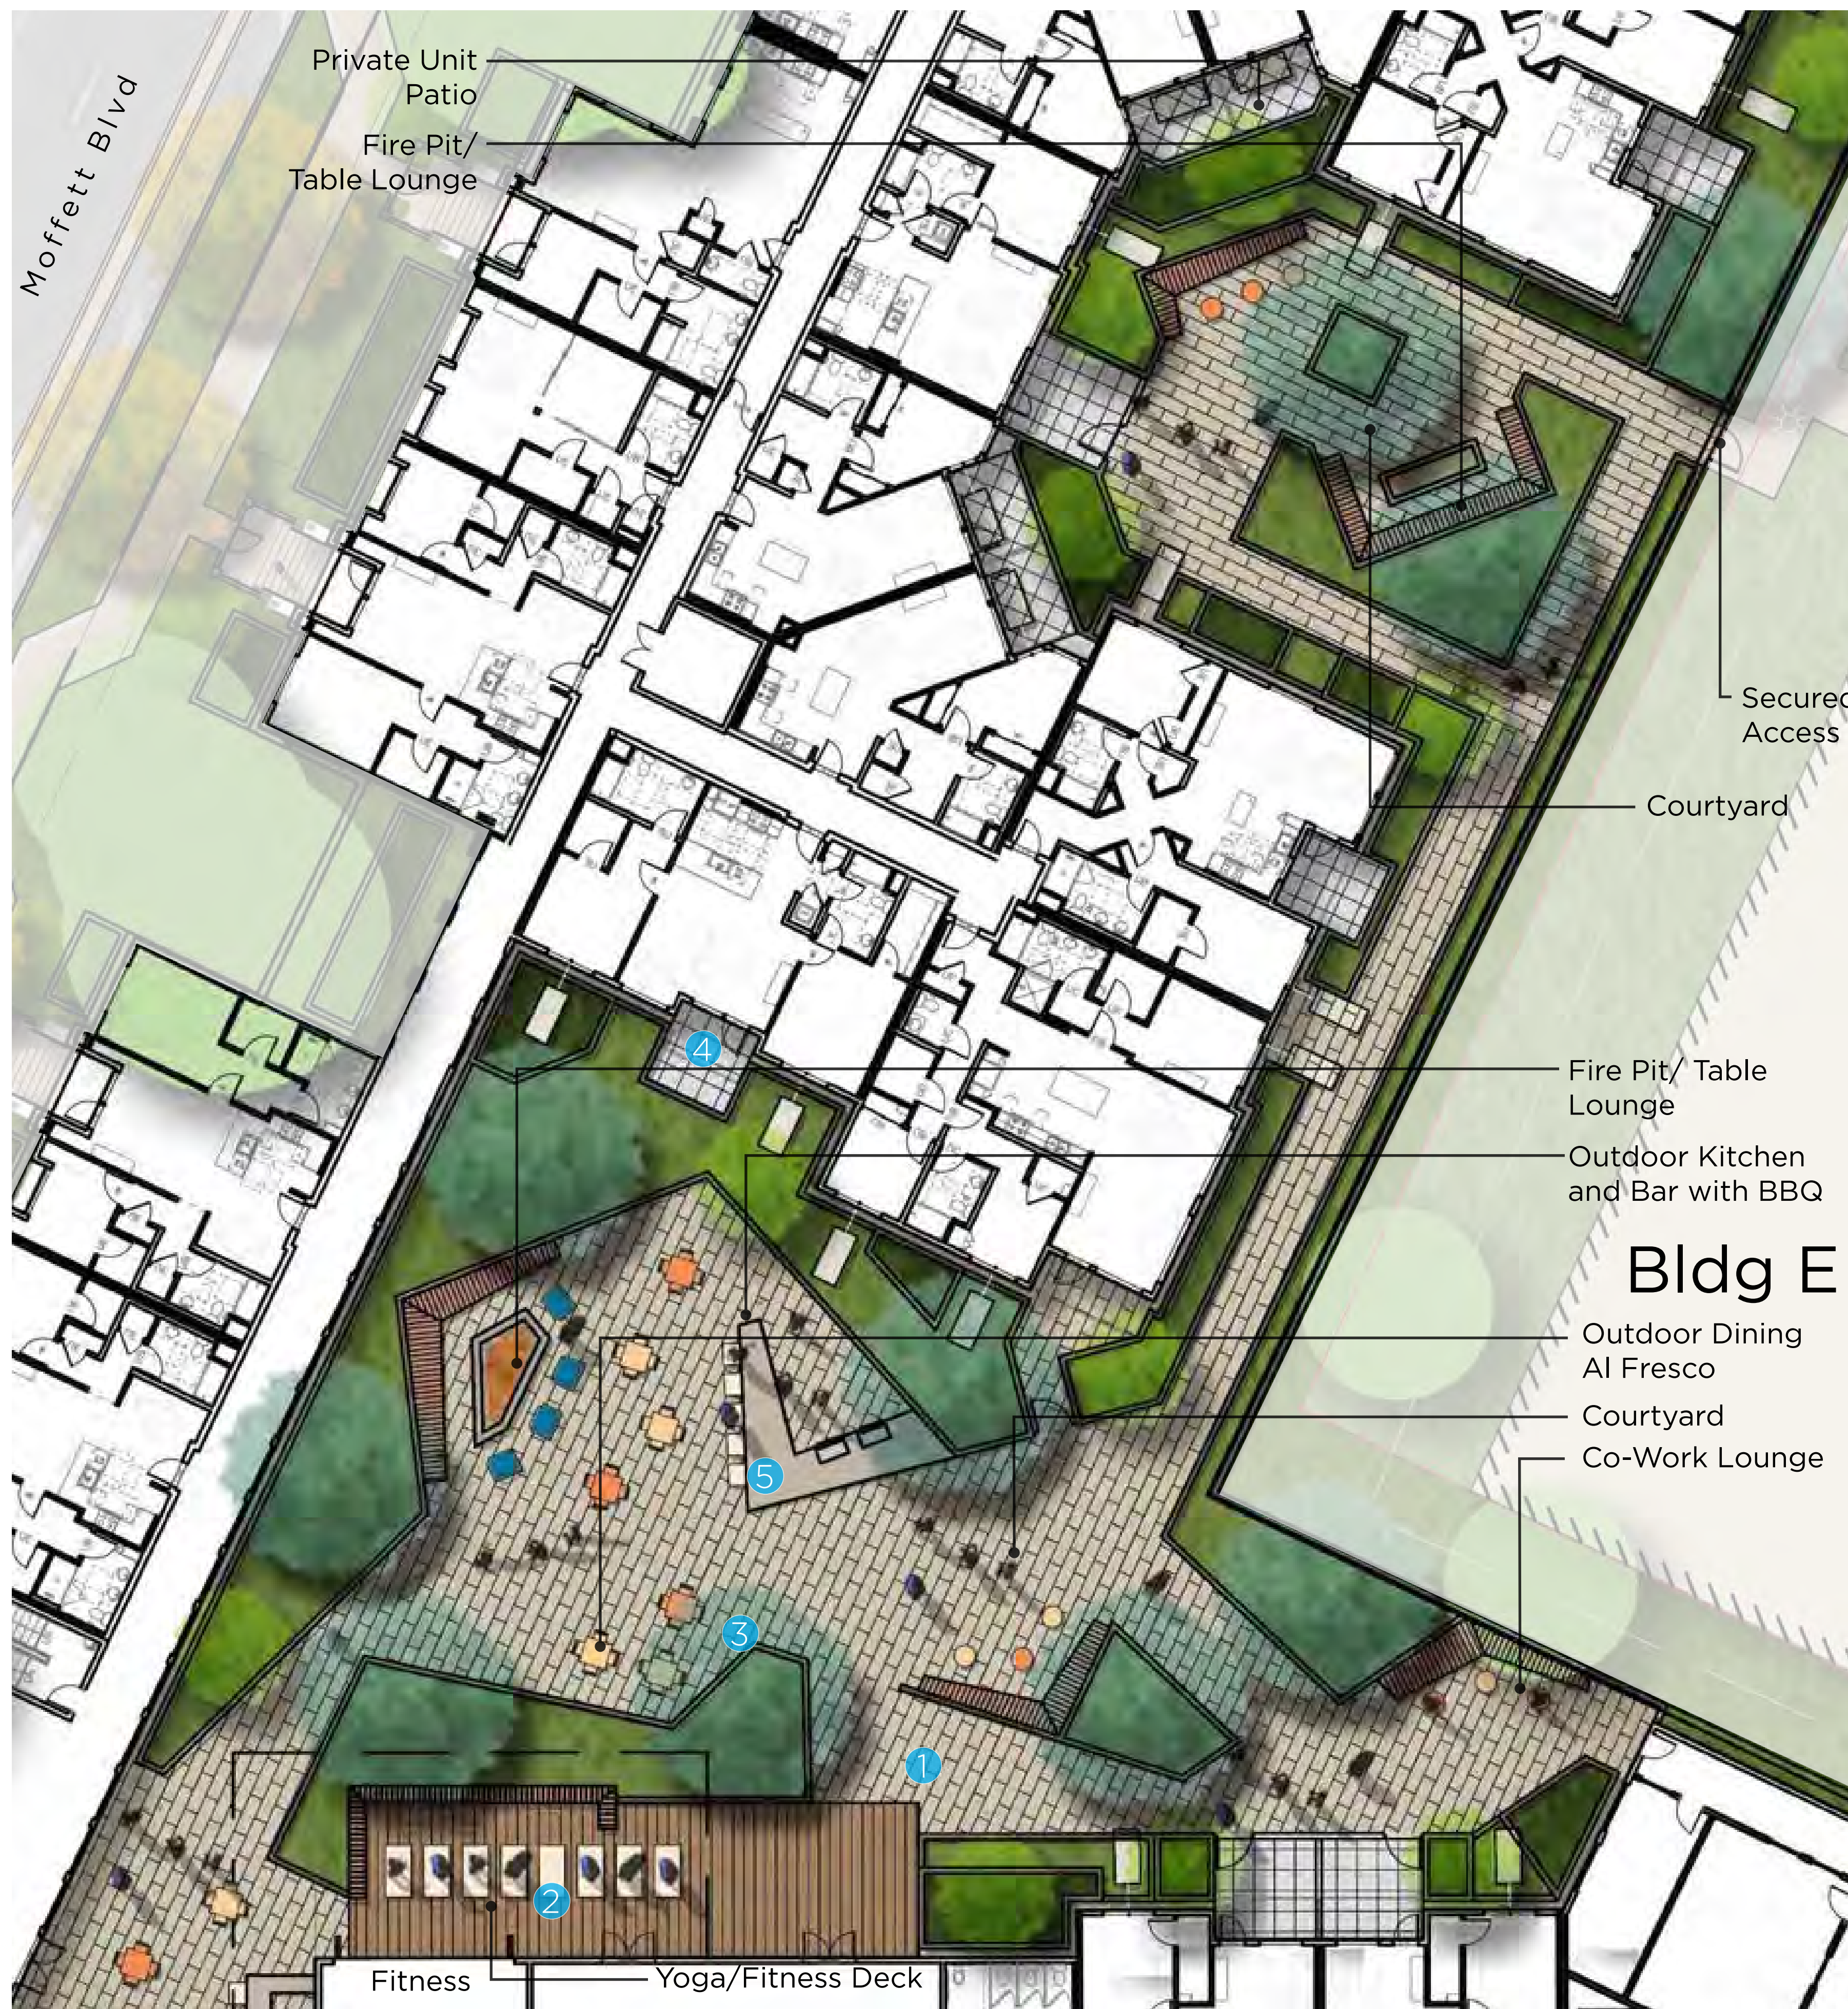 Private Unit
Patio
Fire Pit/
Table Lounge
Moffett Blvd
Secured
Access
Courtyard
4
Fire Pit/ Table
Lounge
Outdoor Kitchen
and Bar with BBQ
Bldg E
Outdoor Dining
Al Fresco
Courtyard
Co-Work Lounge
5
3
1
2
Fitness
Yoga/Fitness Deck